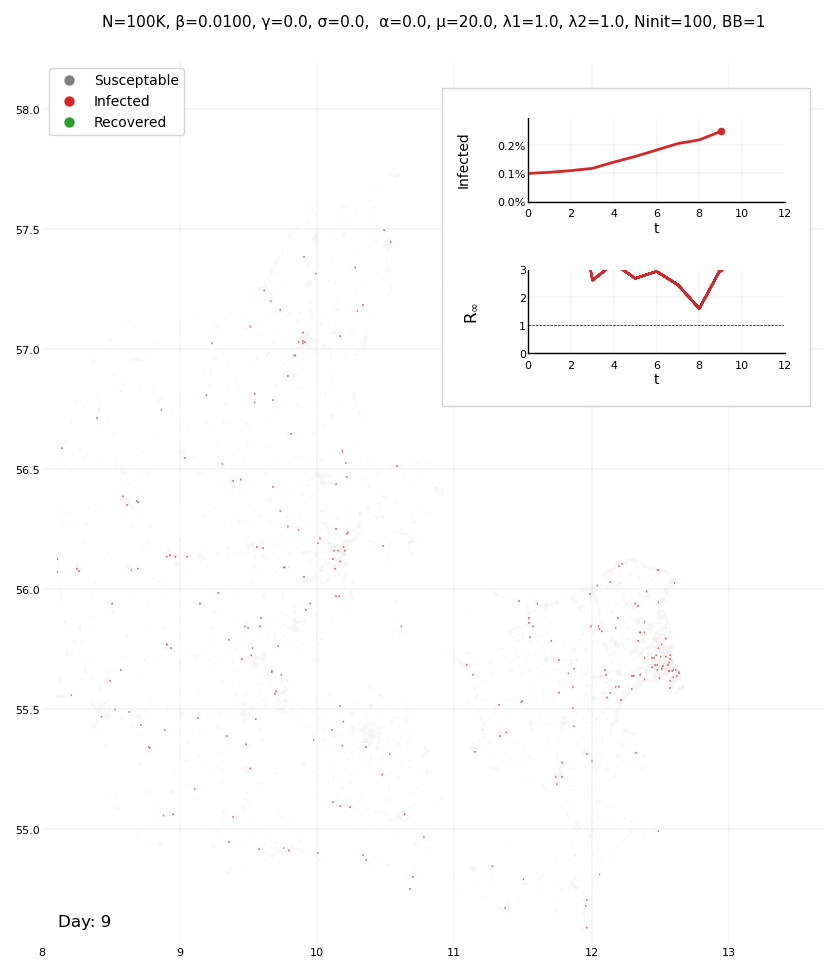 N=100K, β=0.0100, γ=0.0, σ=0.0,  α=0.0, μ=20.0, λ1=1.0, λ2=1.0, Ninit=100, BB=1
Susceptable
Infected
Recovered
Infected
0.2%
0.1%
0.0%
0 2 4 6 8 10 12
t
R∞
3
2
1
0
0 2 4 6 8 10 12
t
58.0
57.5
57.0
56.5
56.0
55.5
55.0
Day: 9
8 9 10 11 12 13